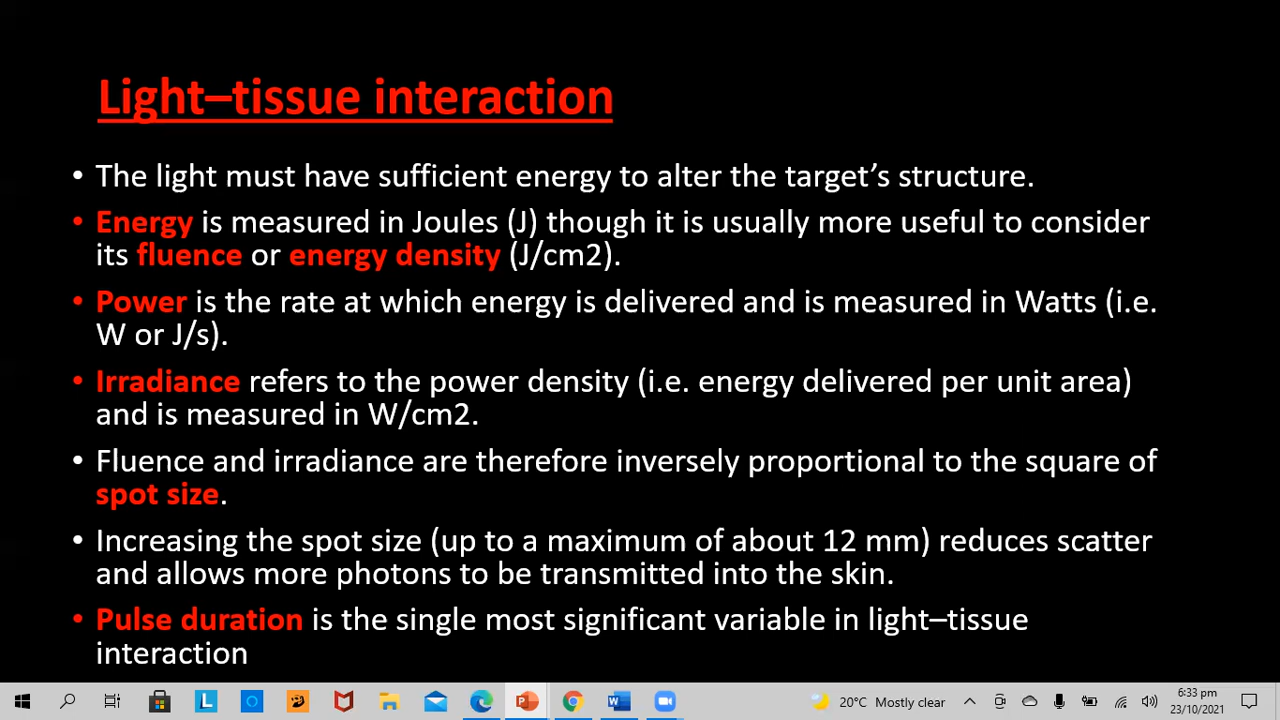 Light–tissue interaction
• The light must have sufficient energy to alter the target’s structure.
• Energy is measured in Joules (J) though it is usually more useful to consider
its fluence or energy density (J/cm2).
• Power is the rate at which energy is delivered and is measured in Watts (i.e.
W or J/s).
• Irradiance refers to the power density (i.e. energy delivered per unit area)
and is measured in W/cm2.
• Fluence and irradiance are therefore inversely proportional to the square of
spot size.
• Increasing the spot size (up to a maximum of about 12 mm) reduces scatter
and allows more photons to be transmitted into the skin.
• Pulse duration is the single most significant variable in light–tissue
interaction
20°C Mostly clear
6:33 pm
23/10/2021